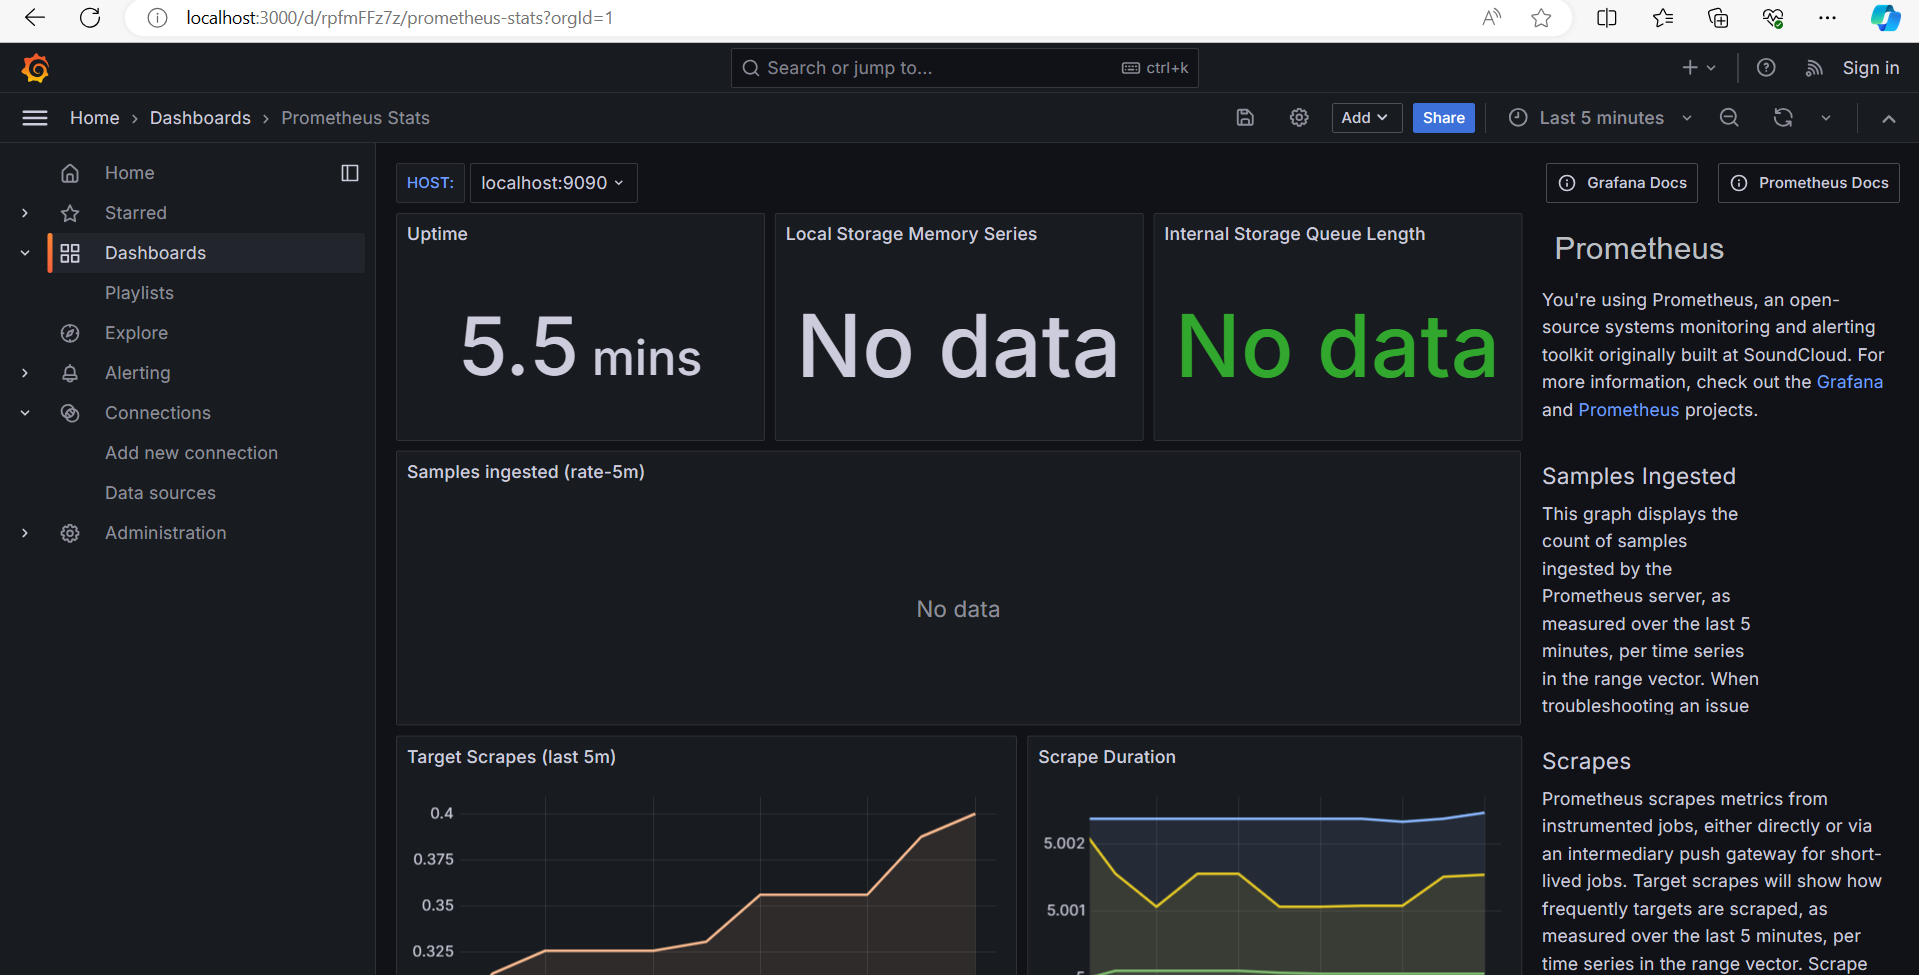 localhost:3000/d/rpfmFFz7z/prometheus-stats?orgId=1
Search or jump to...
ctrl+k
Sign in
Home › Dashboards › Prometheus Stats
Add
Share
Last 5 minutes
Home
Starred
Dashboards
Playlists
Explore
Alerting
Connections
Add new connection
Data sources
Administration
HOST:
localhost:9090
Grafana Docs
Prometheus Docs
Uptime
5.5 mins
Local Storage Memory Series
No data
Internal Storage Queue Length
No data
Prometheus
You're using Prometheus, an open-
source systems monitoring and alerting
toolkit originally built at SoundCloud. For
more information, check out the Grafana
and Prometheus projects.
Samples ingested (rate-5m)
No data
Samples Ingested
This graph displays the
count of samples
ingested by the
Prometheus server, as
measured over the last 5
minutes, per time series
in the range vector. When
troubleshooting an issue
Target Scrapes (last 5m)
0.4
0.375
0.35
0.325
Scrape Duration
5.002
5.001
Scrapes
Prometheus scrapes metrics from
instrumented jobs, either directly or via
an intermediary push gateway for short-
lived jobs. Target scrapes will show how
frequently targets are scraped, as
measured over the last 5 minutes, per
time series in the range vector. Scrape